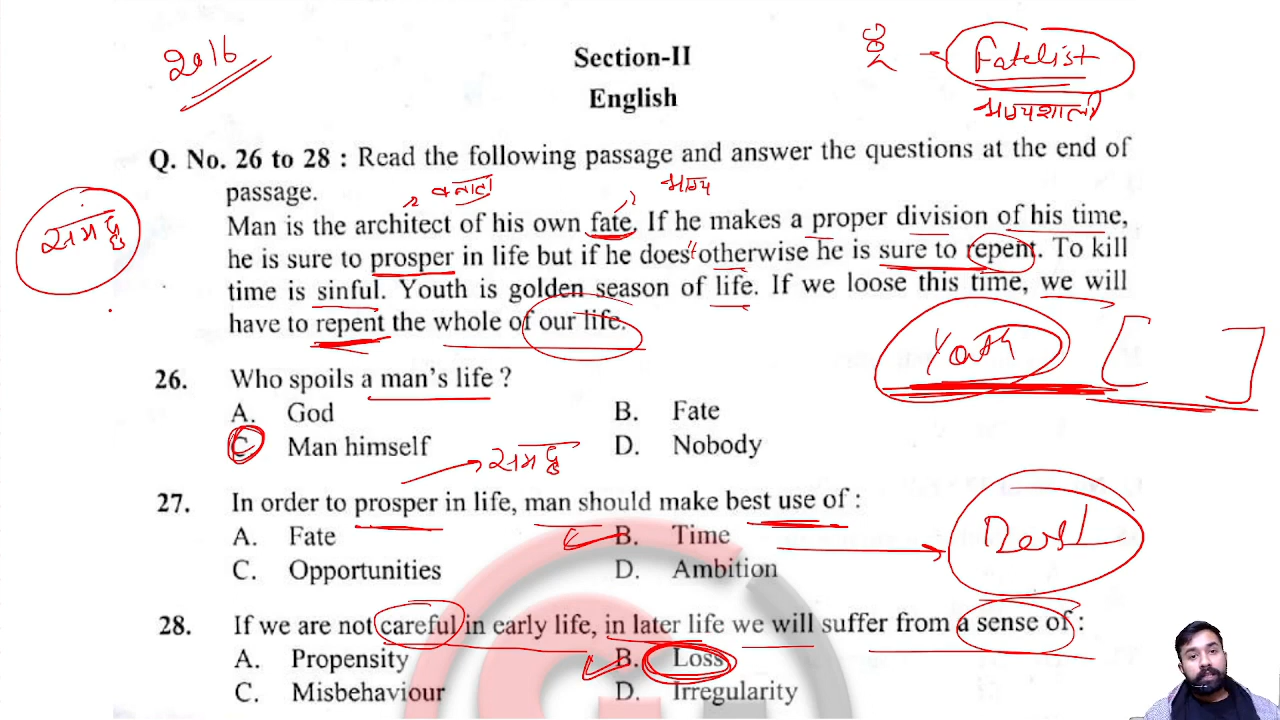 2016
Section-II
English
Fatelist
भाग्यशाली
Q. No. 26 to 28 : Read the following passage and answer the questions at the end of
passage.
बनाता
भाग्य
समृद्ध
Man is the architect of his own fate. If he makes a proper division of his time,
he is sure to prosper in life but if he does otherwise he is sure to repent. To kill
time is sinful. Youth is golden season of life. If we loose this time, we will
have to repent the whole of our life.
Youth
26. Who spoils a man's life ?
A. God B. Fate
C. Man himself D. Nobody
समृद्ध
27. In order to prosper in life, man should make best use of :
A. Fate B. Time
C. Opportunities D. Ambition
28. If we are not careful in early life, in later life we will suffer from a sense of :
A. Propensity B. Loss
C. Misbehaviour D. Irregularity